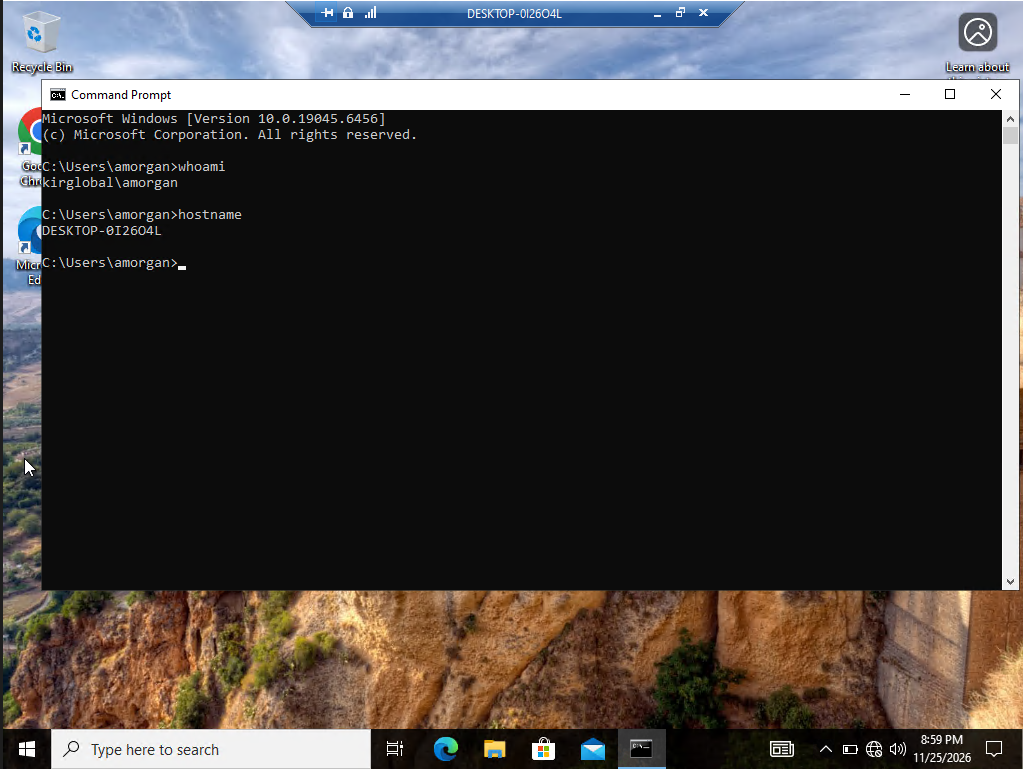 DESKTOP-0I26O4L
Recycle Bin
Learn about
Command Prompt
Microsoft Windows [Version 10.0.19045.6456]
(c) Microsoft Corporation. All rights reserved.
C:\Users\amorgan>whoami
kirglobal\amorgan
C:\Users\amorgan>hostname
DESKTOP-0I26O4L
C:\Users\amorgan>
Type here to search
8:59 PM
11/25/2026